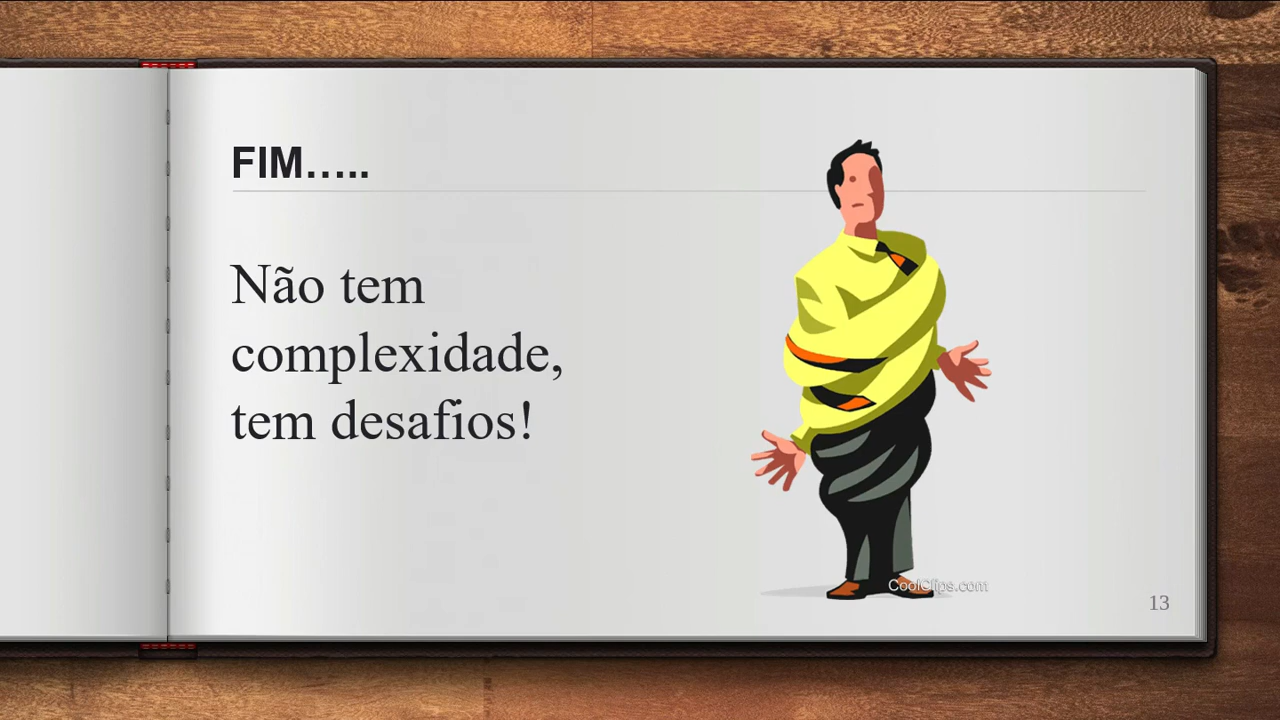 FIM.....
Não tem
complexidade,
tem desafios!
CoolClips.com
13